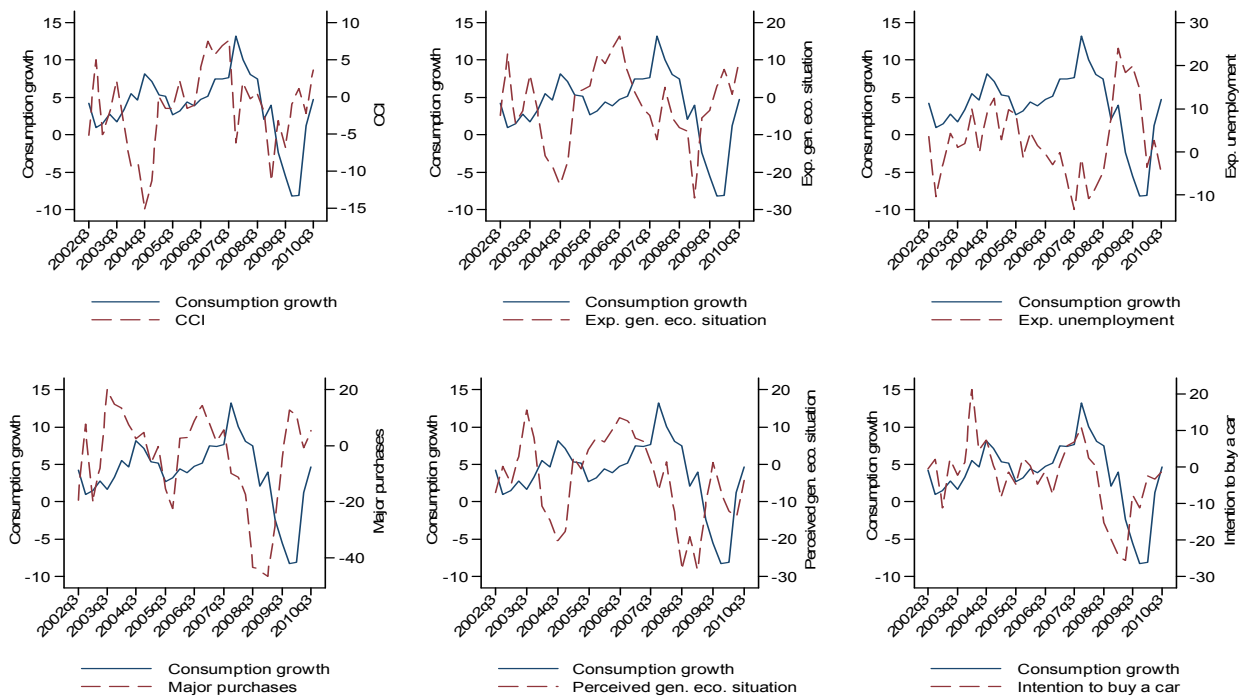 15
10
5
0
-5
-10
Consumption growth
10
5
0
-5
-10
-15
CCI
2002q3
2003q3
2004q3
2005q3
2006q3
2007q3
2008q3
2009q3
2010q3
Consumption growth
CCI
15
10
5
0
-5
-10
Consumption growth
20
10
0
-10
-20
-30
Exp. gen. eco. situation
2002q3
2003q3
2004q3
2005q3
2006q3
2007q3
2008q3
2009q3
2010q3
Consumption growth
Exp. gen. eco. situation
15
10
5
0
-5
-10
Consumption growth
30
20
10
0
-10
Exp. unemployment
2002q3
2003q3
2004q3
2005q3
2006q3
2007q3
2008q3
2009q3
2010q3
Consumption growth
Exp. unemployment
15
10
5
0
-5
-10
Consumption growth
20
0
-20
-40
Major purchases
2002q3
2003q3
2004q3
2005q3
2006q3
2007q3
2008q3
2009q3
2010q3
Consumption growth
Major purchases
15
10
5
0
-5
-10
Consumption growth
20
10
0
-10
-20
-30
Perceived gen. eco. situation
2002q3
2003q3
2004q3
2005q3
2006q3
2007q3
2008q3
2009q3
2010q3
Consumption growth
Perceived gen. eco. situation
15
10
5
0
-5
-10
Consumption growth
20
10
0
-10
-20
-30
Intention to buy a car
2002q3
2003q3
2004q3
2005q3
2006q3
2007q3
2008q3
2009q3
2010q3
Consumption growth
Intention to buy a car